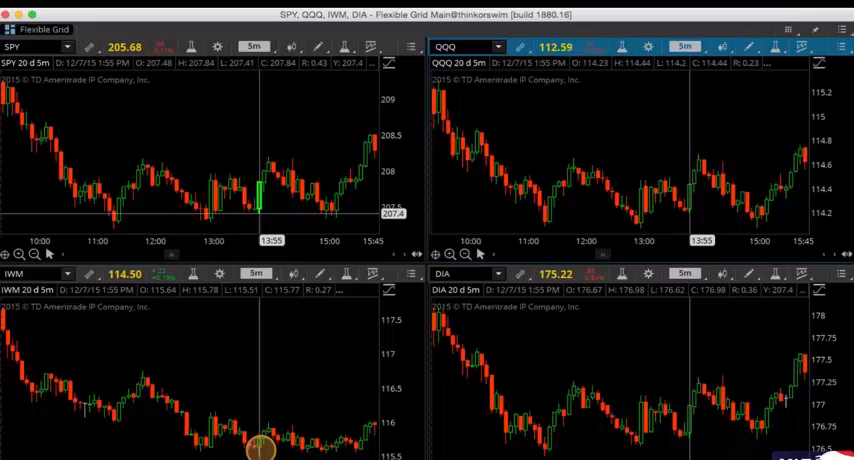 SPY, QQQ, IWM, DIA - Flexible Grid Main@thinkorswim [build 1880.16]
Flexible Grid
SPY 205.68 5m
SPY 20 d 5m D: 12/7/15 1:55 PM O: 207.48 H: 207.84 L: 207.41 C: 207.84 R: 0.43 Y: 207.4 ...
2015 © TD Ameritrade IP Company, Inc.
209
208.5
208
207.5
207.4
10:00 11:00 12:00 13:00 13:55 15:00 15:45
QQQ 112.59 5m
QQQ 20 d 5m D: 12/7/15 1:55 PM O: 114.23 H: 114.44 L: 114.2 C: 114.44 R: 0.23 ...
2015 © TD Ameritrade IP Company, Inc.
115.2
114.8
114.6
114.4
114.2
10:00 11:00 12:00 13:00 13:55 15:00 15:45
IWM 114.50 +.22 +0.19% 5m
IWM 20 d 5m D: 12/7/15 1:55 PM O: 115.64 H: 115.78 L: 115.51 C: 115.77 R: 0.27 ...
2015 © TD Ameritrade IP Company, Inc.
117.5
117
116.5
116
115.5
DIA 175.22 5m
DIA 20 d 5m D: 12/7/15 1:55 PM O: 176.67 H: 176.98 L: 176.62 C: 176.98 R: 0.36 Y: 207.4 ...
2015 © TD Ameritrade IP Company, Inc.
178
177.5
177.25
177
176.75
176.5